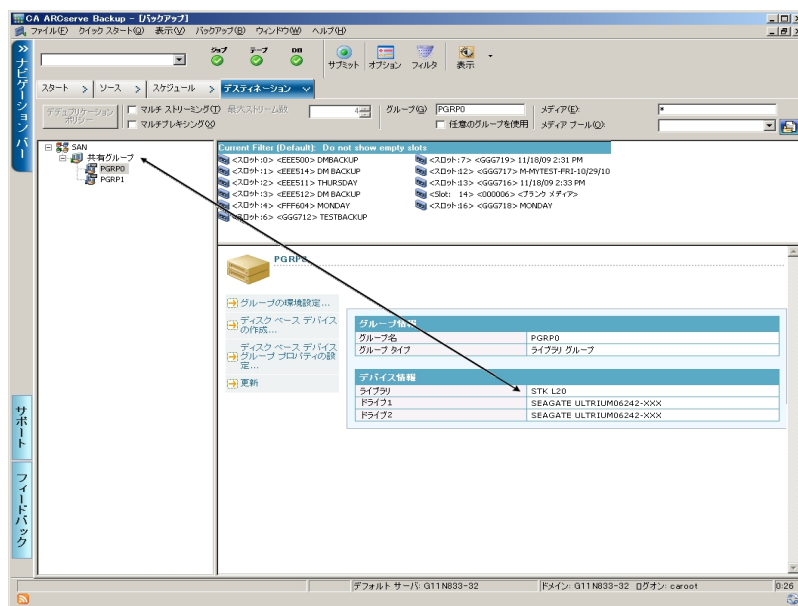 CA ARCserve Backup - [バックアップ]
ファイル(F) クイック スタート(Q) 表示(V) バックアップ(B) ウィンドウ(W) ヘルプ(H)
ジョブ テープ DB
サブミット オプション フィルタ 表示
スタート > ソース > スケジュール > デスティネーション
デデュプリケーション ポリシー
マルチ ストリーミング(T) 最大ストリーム数 4 グループ(G) PGRP0 メディア(E): *
マルチプレキシング(X) 任意のグループを使用 メディア プール(O):
ナビゲーション バー
SAN
共有グループ
PGRP0
PGRP1
Current Filter (Default): Do not show empty slots
<スロット:0> <EEE500> DMBACKUP
<スロット:1> <EEE514> DM BACKUP
<スロット:2> <EEE511> THURSDAY
<スロット:3> <EEE512> DM BACKUP
<スロット:4> <FFF604> MONDAY
<スロット:6> <GGG712> TESTBACKUP
<スロット:7> <GGG719> 11/18/09 2:31 PM
<スロット:12> <GGG717> M-MYTEST-FRI-10/29/10
<スロット:13> <GGG716> 11/18/09 2:33 PM
<Slot: 14> <000006> <ブランク メディア>
<スロット:16> <GGG718> MONDAY
PGRP0
グループの環境設定...
ディスク ベース デバイス
の作成...
ディスク ベース デバイス
グループ プロパティの設
定...
更新
グループ情報
グループ名 PGRP0
グループ タイプ ライブラリ グループ
デバイス情報
ライブラリ STK L20
ドライブ1 SEAGATE ULTRIUM06242-XXX
ドライブ2 SEAGATE ULTRIUM06242-XXX
サポート
フィードバック
デフォルト サーバ: G11N833-32 ドメイン: G11N833-32 ログオン: caroot 0:26